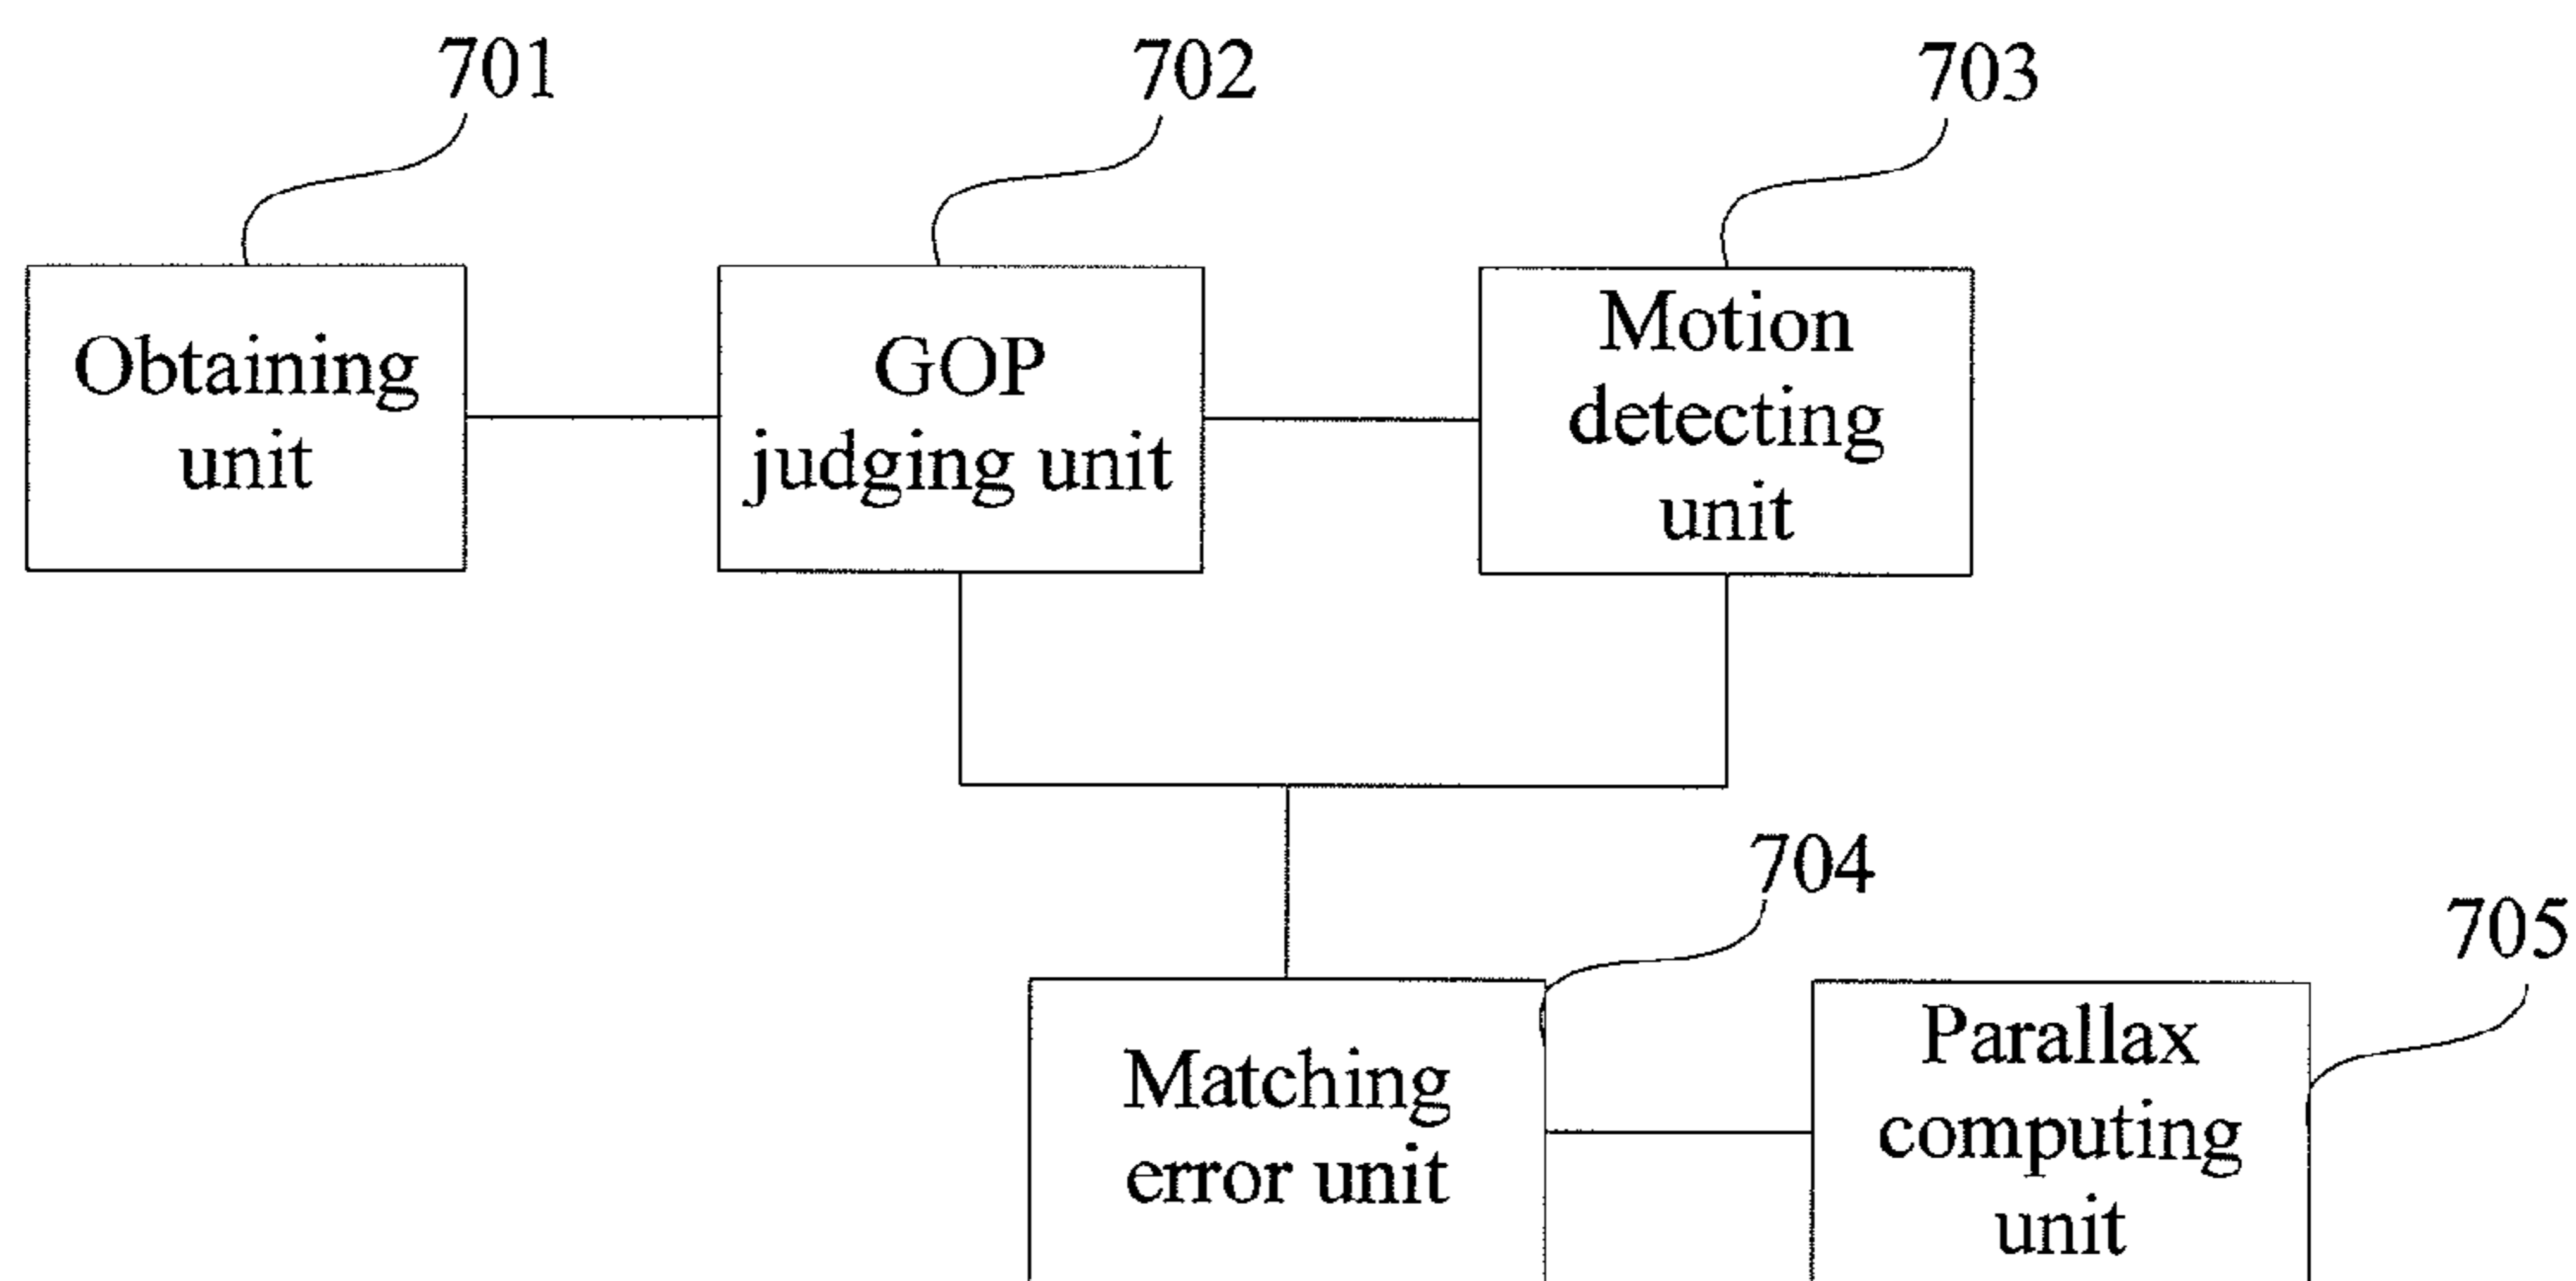 701
702
703
Obtaining
unit
GOP
judging unit
Motion
detecting
unit
704
705
Matching
error unit
Parallax
computing
unit